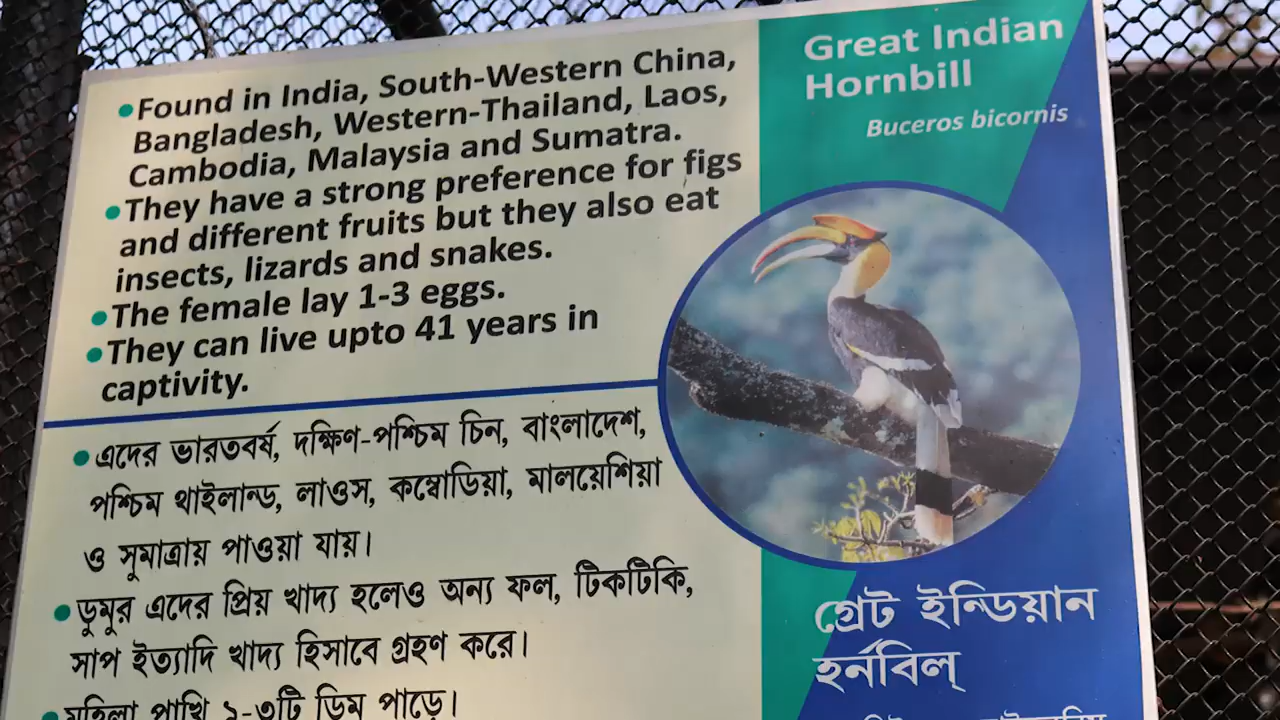 Great Indian
Hornbill
Buceros bicornis
•Found in India, South-Western China,
Bangladesh, Western-Thailand, Laos,
Cambodia, Malaysia and Sumatra.
•They have a strong preference for figs
and different fruits but they also eat
insects, lizards and snakes.
•The female lay 1-3 eggs.
•They can live upto 41 years in
captivity.
•এদের ভারতবর্ষ, দক্ষিণ-পশ্চিম চিন, বাংলাদেশ,
পশ্চিম থাইলান্ড, লাওস, কম্বোডিয়া, মালয়েশিয়া
ও সুমাত্রায় পাওয়া যায়।
•ডুমুর এদের প্রিয় খাদ্য হলেও অন্য ফল, টিকটিকি,
সাপ ইত্যাদি খাদ্য হিসাবে গ্রহণ করে।
•মহিলা পাখি ১-৩টি ডিম পাড়ে।
গ্রেট ইন্ডিয়ান
হর্নবিল্